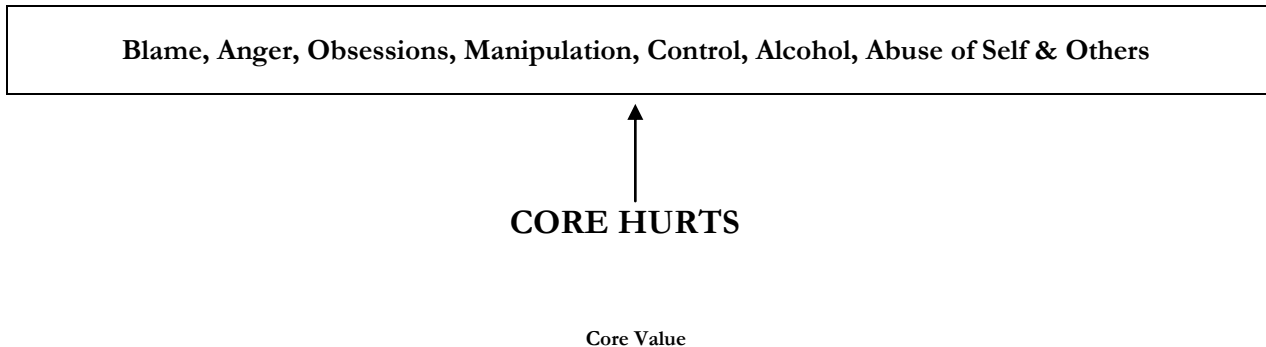 Blame, Anger, Obsessions, Manipulation, Control, Alcohol, Abuse of Self & Others
CORE HURTS
Core Value